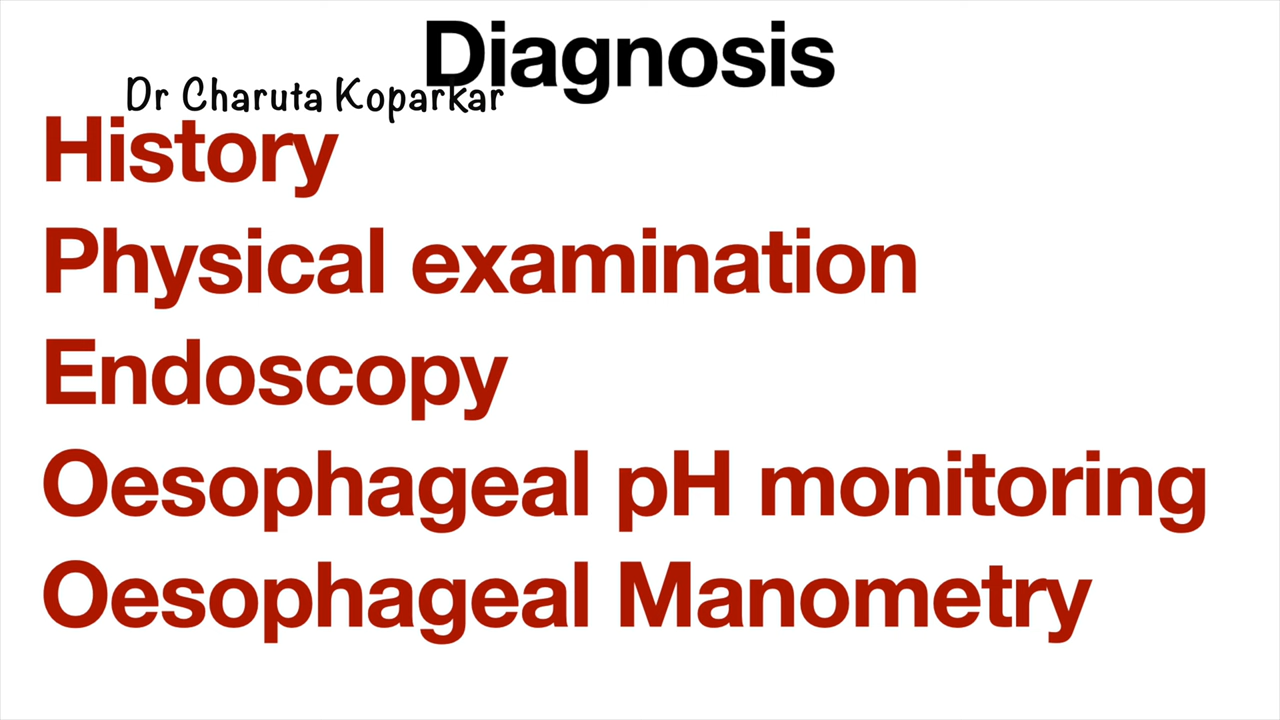 Diagnosis
Dr Charuta Koparkar
History
Physical examination
Endoscopy
Oesophageal pH monitoring
Oesophageal Manometry